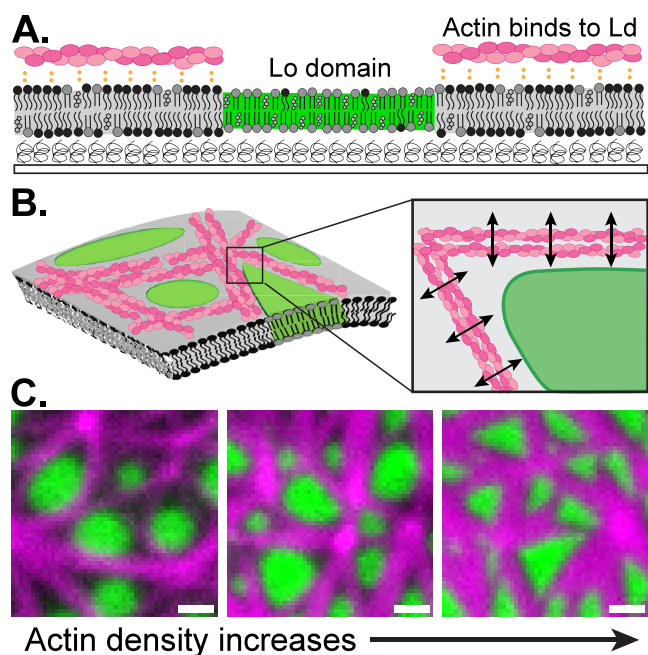 A.
Actin binds to Ld
Lo domain
B.
C.
Actin density increases